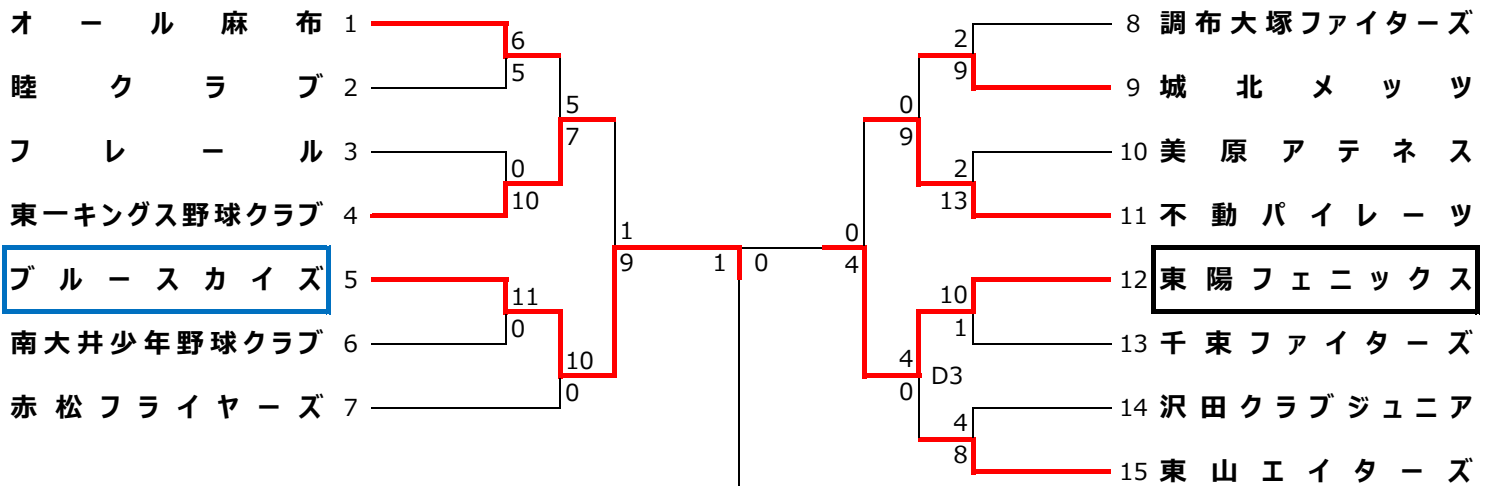 オール麻布 1
6
5
睦クラブ 2
5
7
フレール 3
0
10
東一キングス野球クラブ 4
1
9
ブルースカイズ 5
11
0
南大井少年野球クラブ 6
10
0
赤松フライヤーズ 7
1 0
8 調布大塚ファイターズ
2
9
9 城北メッツ
0
9
10 美原アテネス
2
13
11 不動パイレーツ
0
4
12 東陽フェニックス
10
1
13 千束ファイターズ
4
0 D3
14 沢田クラブジュニア
4
8
15 東山エイターズ